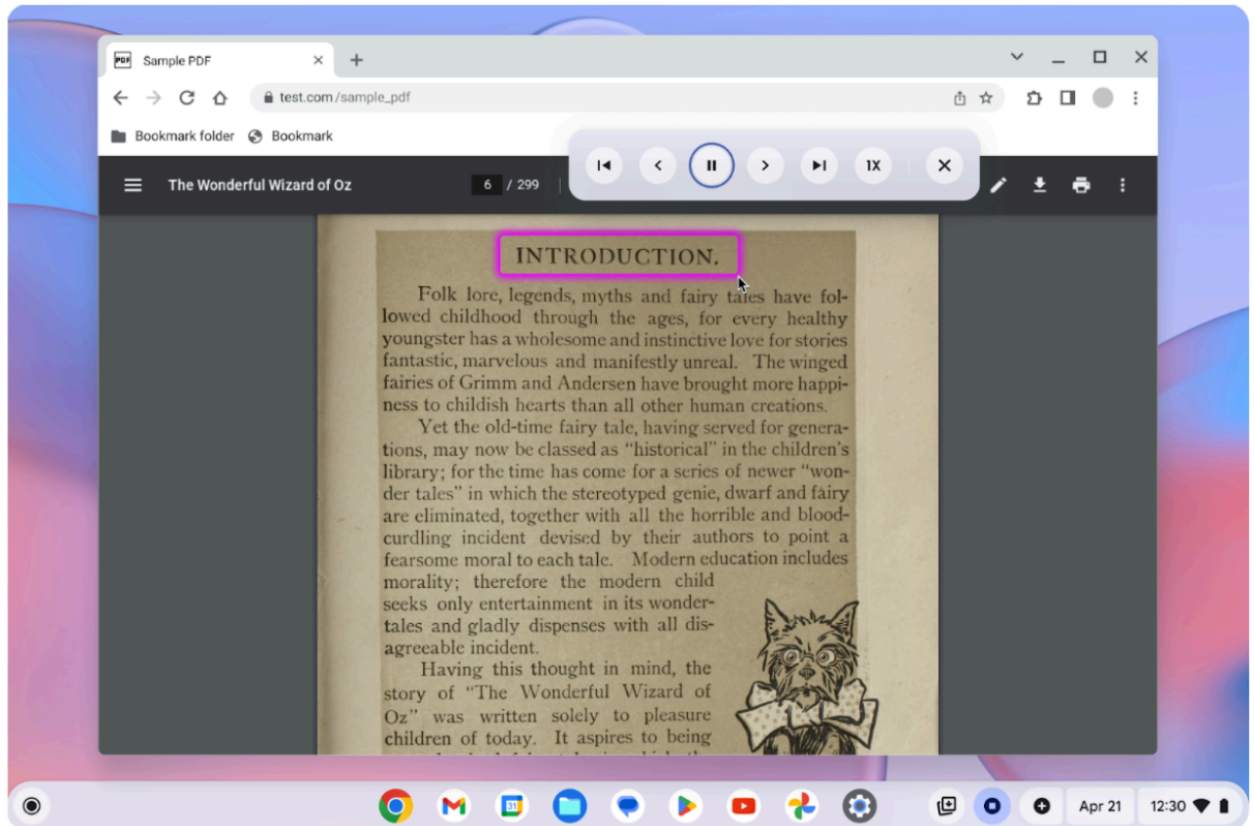 Sample PDF
test.com/sample_pdf
Bookmark folder Bookmark
1X
The Wonderful Wizard of Oz 6 / 299
INTRODUCTION.
Folk lore, legends, myths and fairy tales have fol-
lowed childhood through the ages, for every healthy
youngster has a wholesome and instinctive love for stories
fantastic, marvelous and manifestly unreal. The winged
fairies of Grimm and Andersen have brought more happi-
ness to childish hearts than all other human creations.
Yet the old-time fairy tale, having served for genera-
tions, may now be classed as “historical” in the children's
library; for the time has come for a series of newer “won-
der tales” in which the stereotyped genie, dwarf and fairy
are eliminated, together with all the horrible and blood-
curdling incident devised by their authors to point a
fearsome moral to each tale. Modern education includes
morality; therefore the modern child
seeks only entertainment in its wonder-
tales and gladly dispenses with all dis-
agreeable incident.
Having this thought in mind, the
story of “The Wonderful Wizard of
Oz” was written solely to pleasure
children of today. It aspires to being
31
Apr 21 12:30